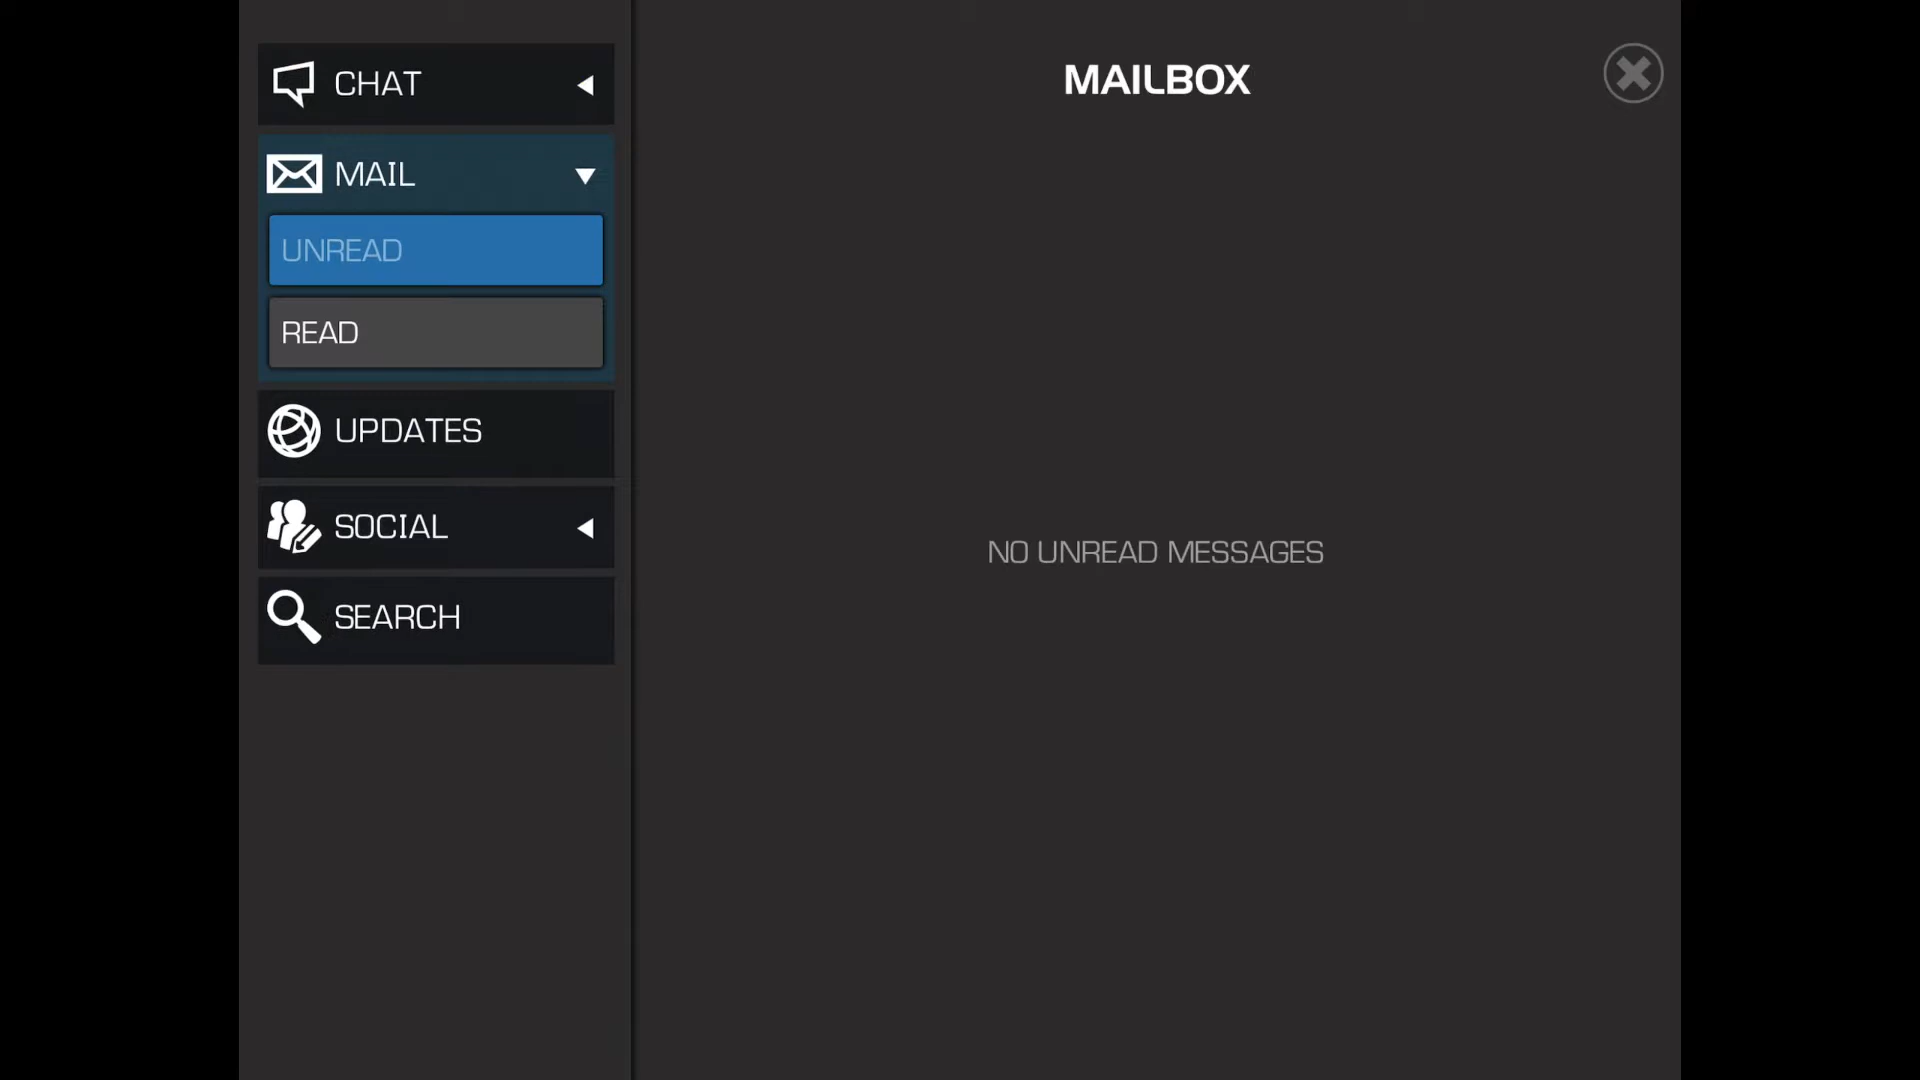 CHAT
MAIL
UNREAD
READ
UPDATES
SOCIAL
SEARCH
MAILBOX
NO UNREAD MESSAGES